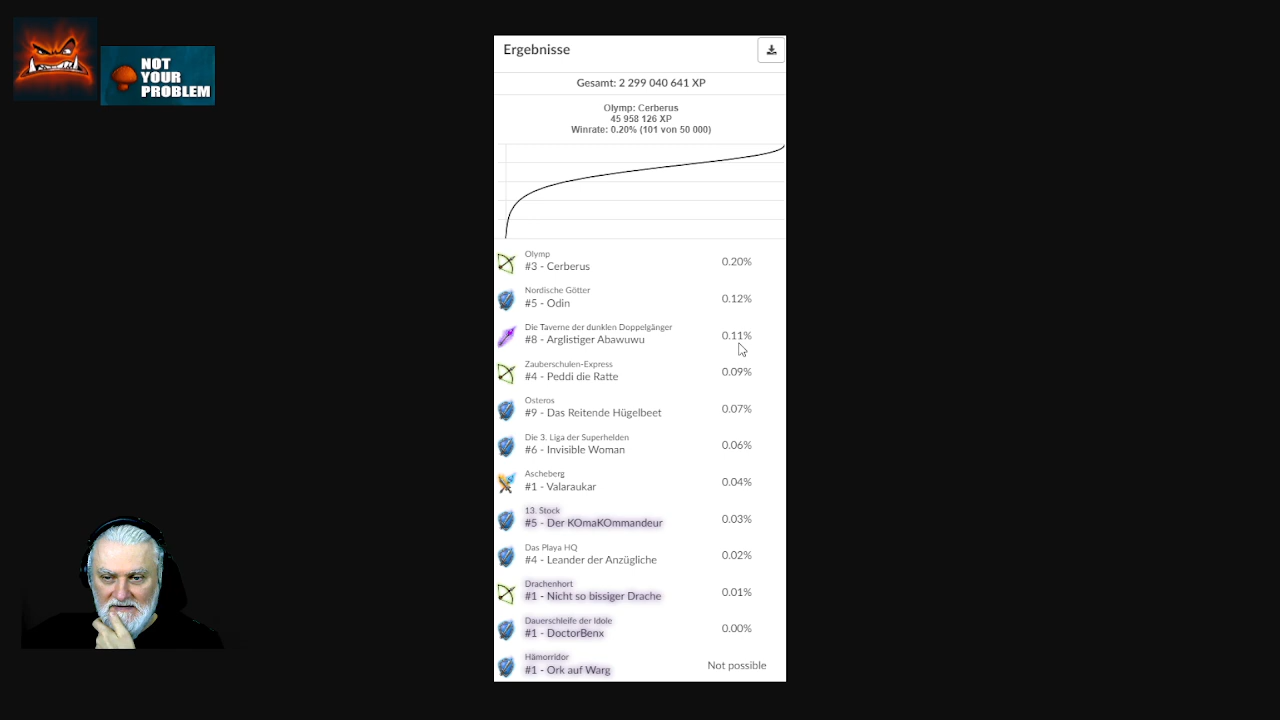 NOT
YOUR
PROBLEM
Ergebnisse
Gesamt: 2 299 040 641 XP
Olymp: Cerberus
45 958 126 XP
Winrate: 0.20% (101 von 50 000)
Olymp
#3 - Cerberus
0.20%
Nordische Götter
#5 - Odin
0.12%
Die Taverne der dunklen Doppelgänger
#8 - Arglistiger Abawuwu
0.11%
Zauberschulen-Express
#4 - Peddi die Ratte
0.09%
Osteros
#9 - Das Reitende Hügelbeet
0.07%
Die 3. Liga der Superhelden
#6 - Invisible Woman
0.06%
Ascheberg
#1 - Valaraukar
0.04%
13. Stock
#5 - Der KOmaKOmmandeur
0.03%
Das Playa HQ
#4 - Leander der Anzügliche
0.02%
Drachenhort
#1 - Nicht so bissiger Drache
0.01%
Dauerschleife der Idole
#1 - DoctorBenx
0.00%
Hämorridor
#1 - Ork auf Warg
Not possible